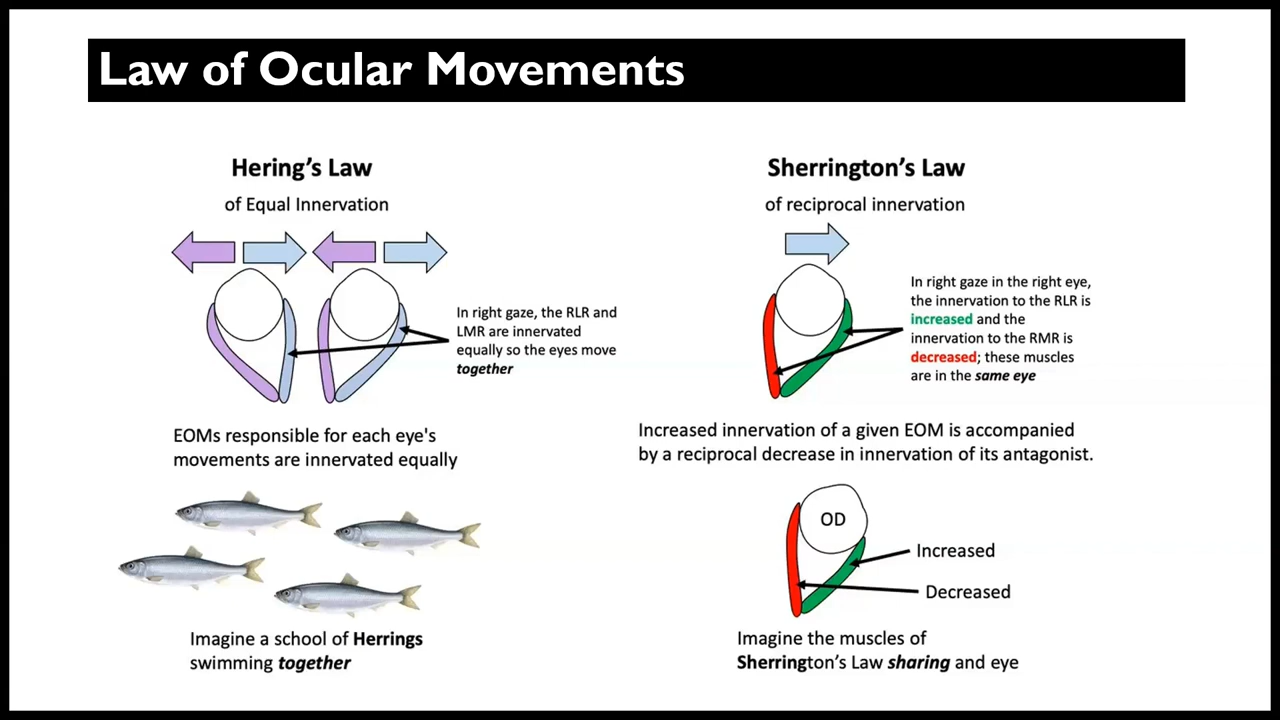 Law of Ocular Movements
Hering's Law
of Equal Innervation
In right gaze, the RLR and
LMR are innervated
equally so the eyes move
together
EOMs responsible for each eye's
movements are innervated equally
Imagine a school of Herrings
swimming together
Sherrington's Law
of reciprocal innervation
In right gaze in the right eye,
the innervation to the RLR is
increased and the
innervation to the RMR is
decreased; these muscles
are in the same eye
Increased innervation of a given EOM is accompanied
by a reciprocal decrease in innervation of its antagonist.
OD
Increased
Decreased
Imagine the muscles of
Sherrington's Law sharing and eye